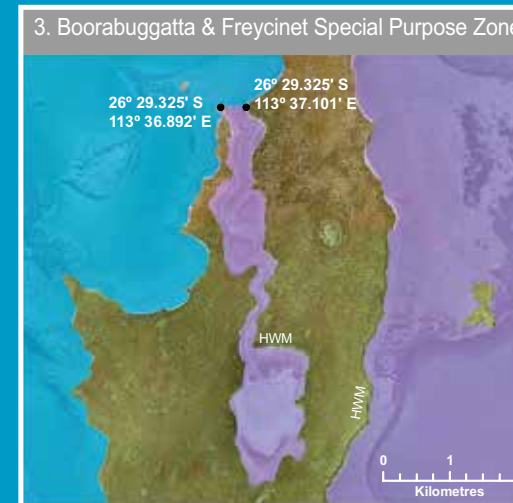 3. Boorabuggatta & Freycinet Special Purpose Zone
26º 29.325' S
113º 36.892' E
26º 29.325' S
113º 37.101' E
HWM
HWM
0 1
Kilometres